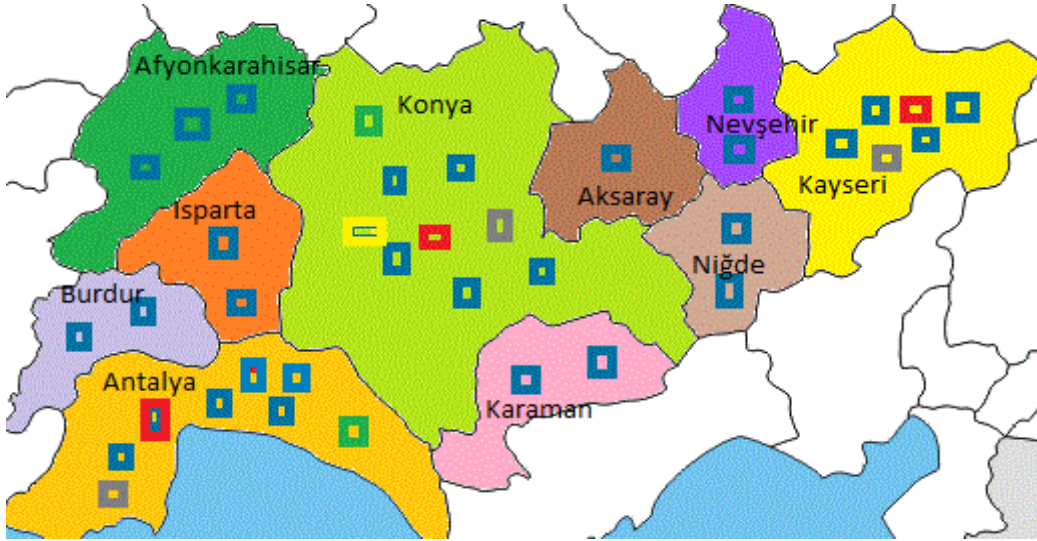 Afyonkarahisar
Konya
Nevşehir
Kayseri
Aksaray
Isparta
Niğde
Burdur
Antalya
Karaman